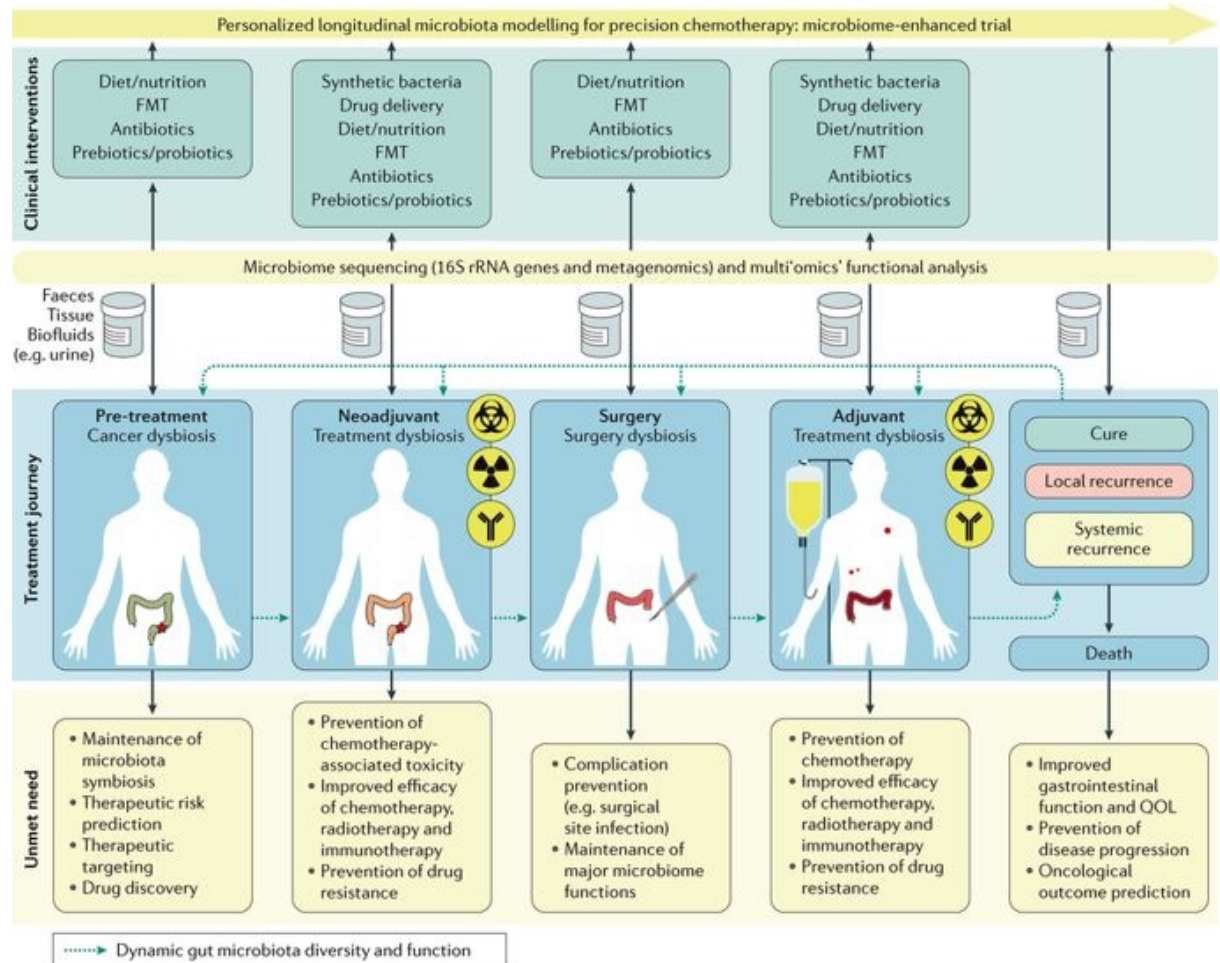 Personalized longitudinal microbiota modelling for precision chemotherapy: microbiome-enhanced trial
Clinical interventions
Diet/nutrition
FMT
Antibiotics
Prebiotics/probiotics
Synthetic bacteria
Drug delivery
Diet/nutrition
FMT
Antibiotics
Prebiotics/probiotics
Diet/nutrition
FMT
Antibiotics
Prebiotics/probiotics
Synthetic bacteria
Drug delivery
Diet/nutrition
FMT
Antibiotics
Prebiotics/probiotics
Microbiome sequencing (16S rRNA genes and metagenomics) and multi‘omics’ functional analysis
Faeces
Tissue
Biofluids
(e.g. urine)
Treatment journey
Pre-treatment
Cancer dysbiosis
Neoadjuvant
Treatment dysbiosis
Surgery
Surgery dysbiosis
Adjuvant
Treatment dysbiosis
Cure
Local recurrence
Systemic
recurrence
Death
Unmet need
• Maintenance of
microbiota
symbiosis
• Therapeutic risk
prediction
• Therapeutic
targeting
• Drug discovery
• Prevention of
chemotherapy-
associated toxicity
• Improved efficacy
of chemotherapy,
radiotherapy and
immunotherapy
• Prevention of drug
resistance
• Complication
prevention
(e.g. surgical
site infection)
• Maintenance of
major microbiome
functions
• Prevention of
chemotherapy
• Improved efficacy
of chemotherapy,
radiotherapy and
immunotherapy
• Prevention of drug
resistance
• Improved
gastrointestinal
function and QOL
• Prevention of
disease progression
• Oncological
outcome prediction
Dynamic gut microbiota diversity and function